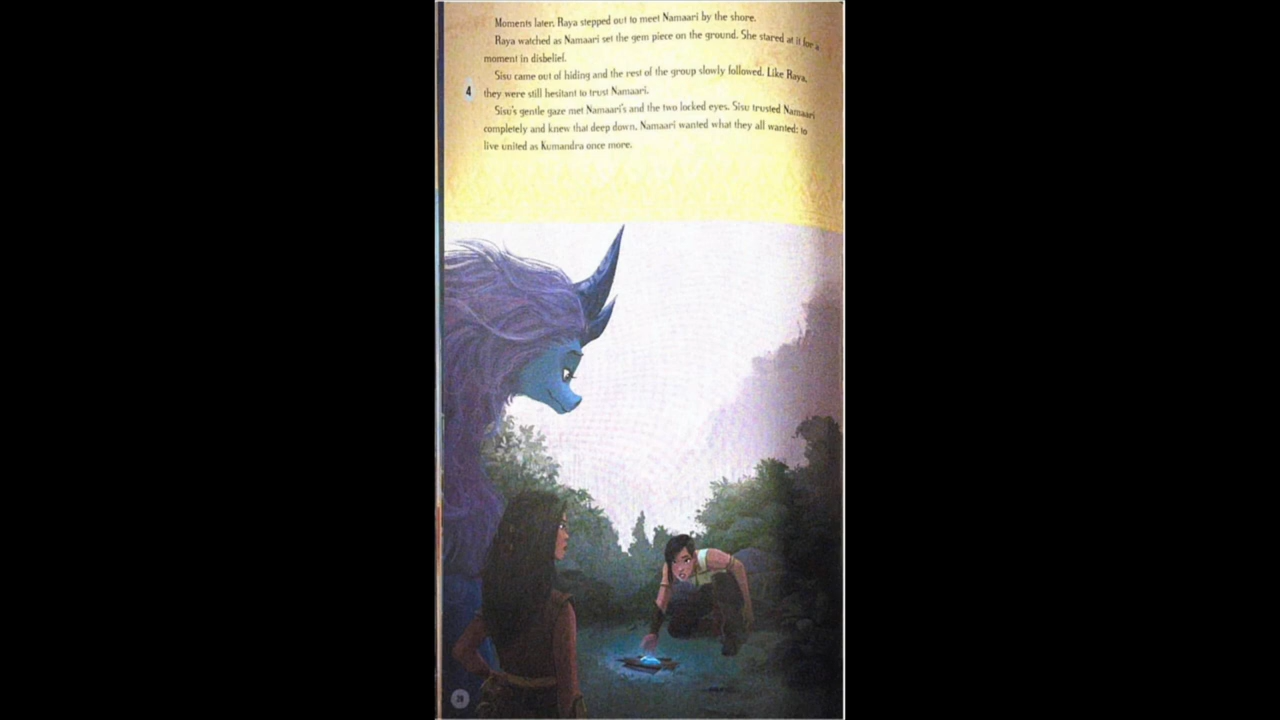 Moments later, Raya stepped out to meet Namaari by the shore.
Raya watched as Namaari set the gem piece on the ground. She stared at it for a
moment in disbelief.
Sisu came out of hiding and the rest of the group slowly followed. Like Raya,
4 they were still hesitant to trust Namaari.
Sisu's gentle gaze met Namaari's and the two locked eyes. Sisu trusted Namaari
completely and knew that deep down, Namaari wanted what they all wanted: to
live united as Kumandra once more.